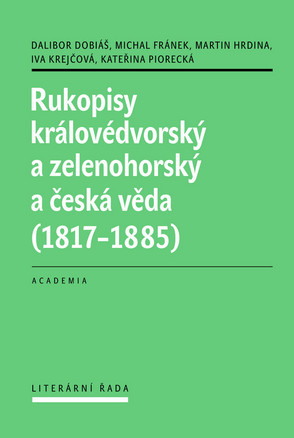 DALIBOR DOBIÁŠ, MICHAL FRÁNEK, MARTIN HRDINA,
IVA KREJČOVÁ, KATEŘINA PIORECKÁ
Rukopisy
královédvorský
a zelenohorský
a česká věda
(1817–1885)
ACADEMIA
LITERÁRNÍ ŘADA